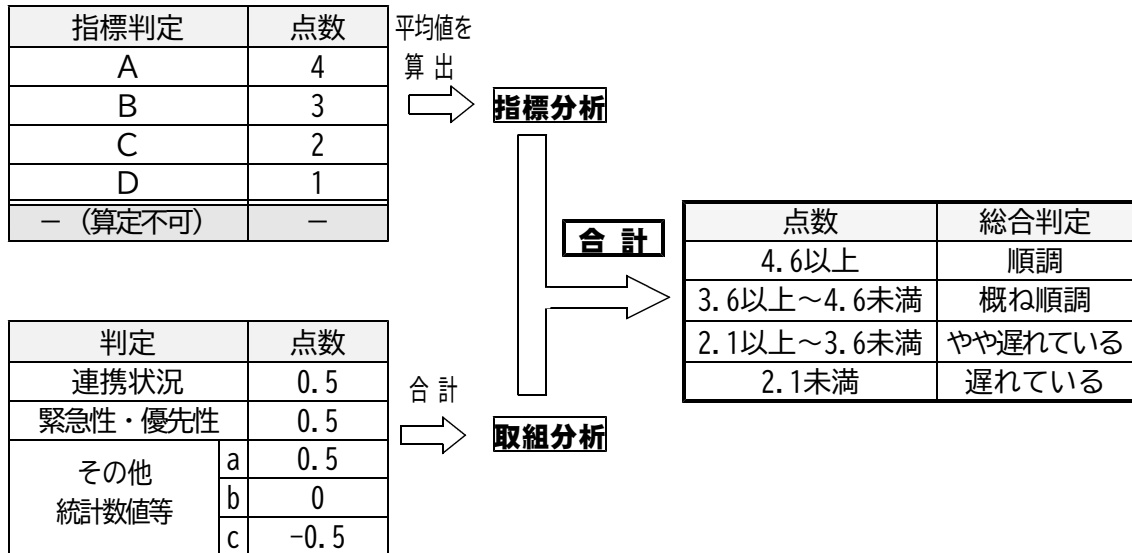 指標判定 点数
A 4
B 3
C 2
D 1
－（算定不可） －
平均値を
算出
指標分析
合計
点数 総合判定
4.6以上 順調
3.6以上～4.6未満 概ね順調
2.1以上～3.6未満 やや遅れている
2.1未満 遅れている
判定 点数
連携状況 0.5
緊急性・優先性 0.5
その他
統計数値等
a 0.5
b 0
c -0.5
合計
取組分析